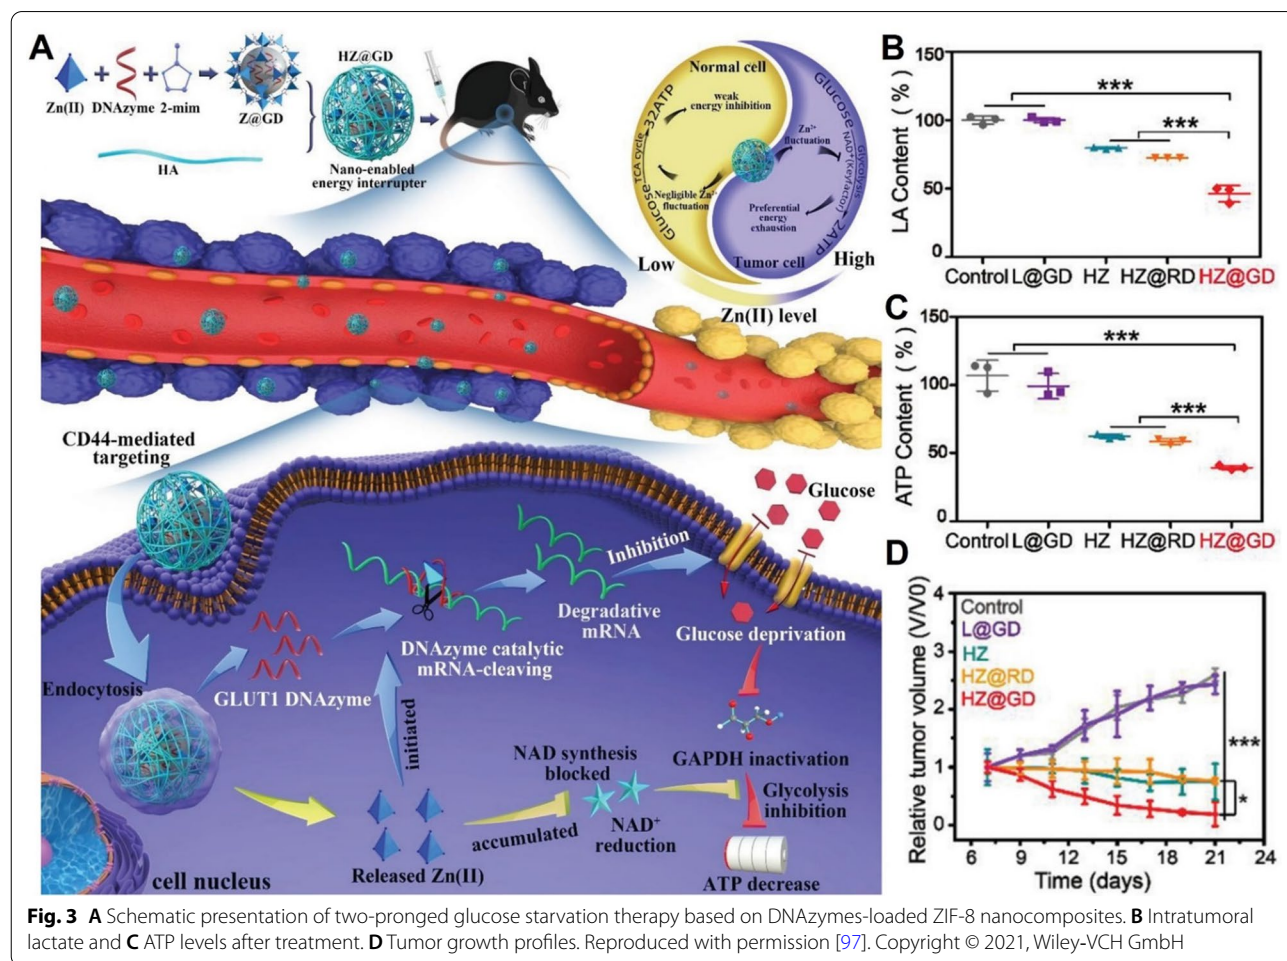 A
Zn(II)
DNAzyme
2-mim
Z@GD
HA
HZ@GD
Nano-enabled
energy interrupter
Normal cell
weak
energy inhibition
32ATP
TCA cycle
Glucose
Negligible Zn²⁺
fluctuation
Zn²⁺
fluctuation
Glucose
NAD⁺(Key factor)
Glycolysis
2ATP
Preferential
energy
exhaustion
Tumor cell
Low
High
Zn(II) level
CD44-mediated
targeting
Endocytosis
GLUT1 DNAzyme
DNAzyme catalytic
mRNA-cleaving
Degradative
mRNA
Inhibition
Glucose
Glucose deprivation
initiated
NAD synthesis
blocked
GAPDH inactivation
Glycolysis
inhibition
accumulated
NAD⁺
reduction
Released Zn(II)
ATP decrease
cell nucleus
B
LA Content (%)
150
100
50
0
***
***
Control L@GD HZ HZ@RD HZ@GD
C
ATP Content (%)
150
100
50
0
***
***
Control L@GD HZ HZ@RD HZ@GD
D
Relative tumor volume (V/V0)
4
3
2
1
0
Control
L@GD
HZ
HZ@RD
HZ@GD
***
*
6 9 12 15 18 21 24
Time (days)
Fig. 3 A Schematic presentation of two-pronged glucose starvation therapy based on DNAzymes-loaded ZIF-8 nanocomposites. B Intratumoral
lactate and C ATP levels after treatment. D Tumor growth profiles. Reproduced with permission [97]. Copyright © 2021, Wiley-VCH GmbH